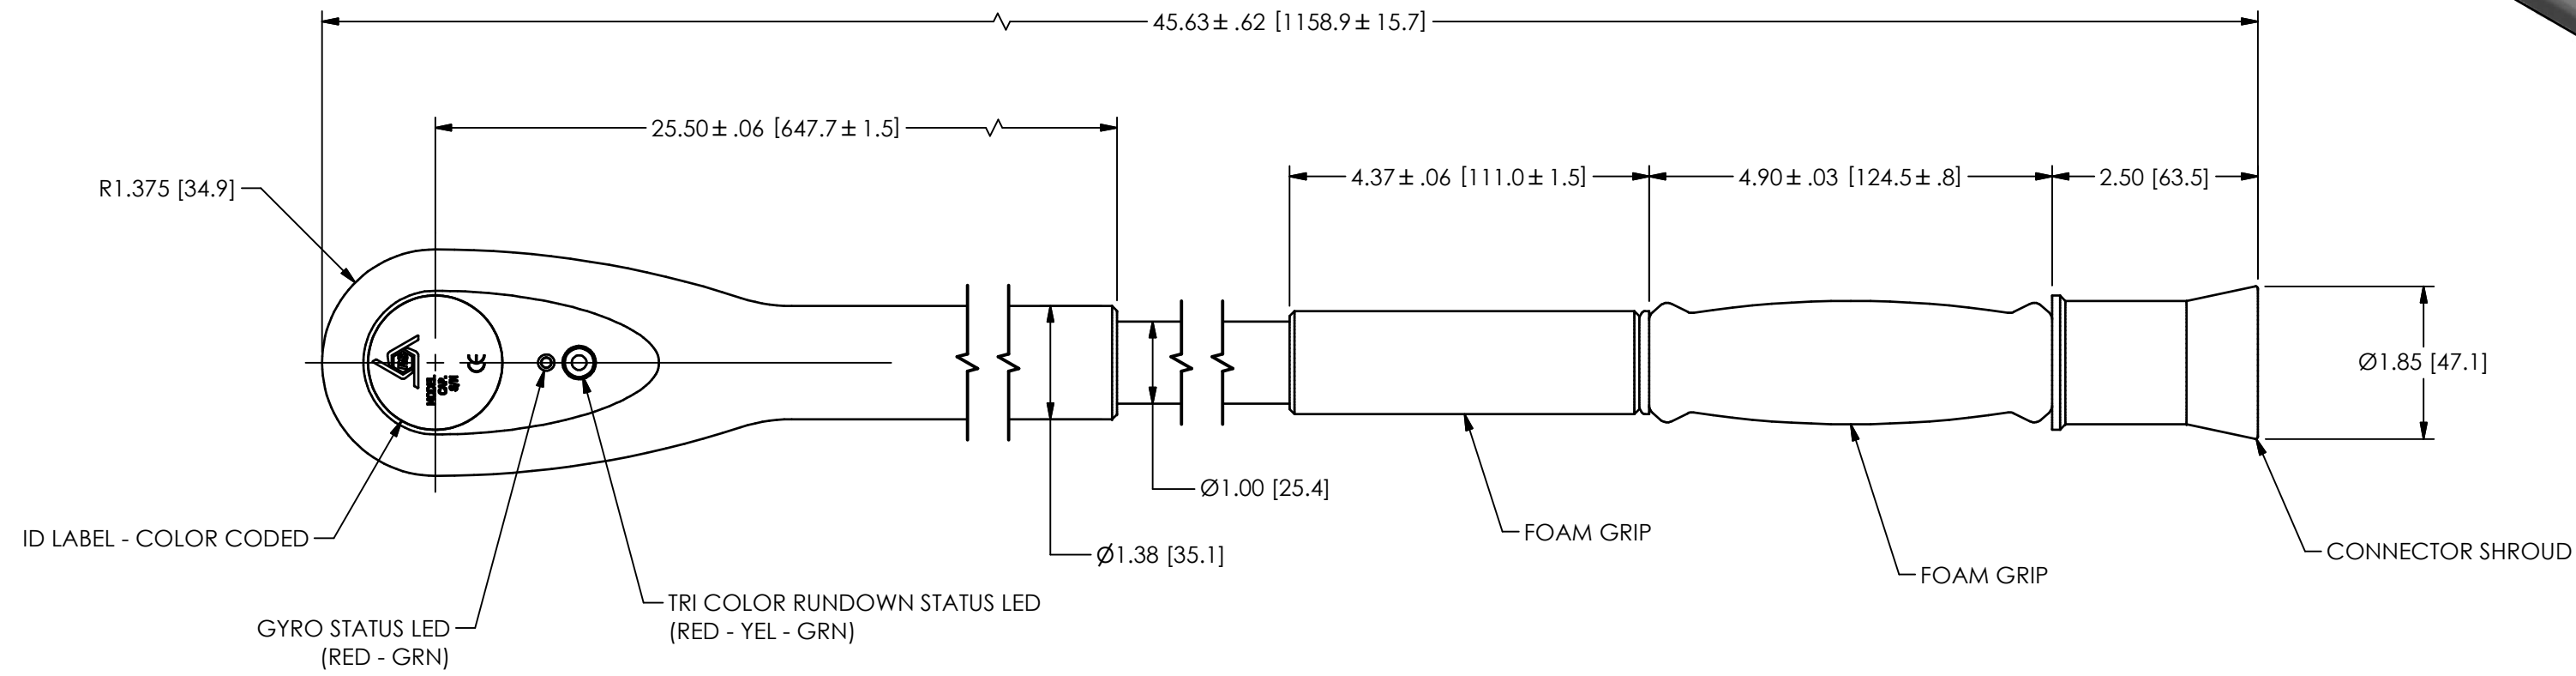 45.63± .62 [1158.9± 15.7]
25.50± .06 [647.7± 1.5]
4.37± .06 [111.0± 1.5]
4.90± .03 [124.5± .8]
2.50 [63.5]
R1.375 [34.9]
Ø1.85 [47.1]
MODEL
CAP.
S/N
CE
Ø1.00 [25.4]
FOAM GRIP
ID LABEL - COLOR CODED
Ø1.38 [35.1]
CONNECTOR SHROUD
FOAM GRIP
TRI COLOR RUNDOWN STATUS LED
(RED - YEL - GRN)
GYRO STATUS LED
(RED - GRN)